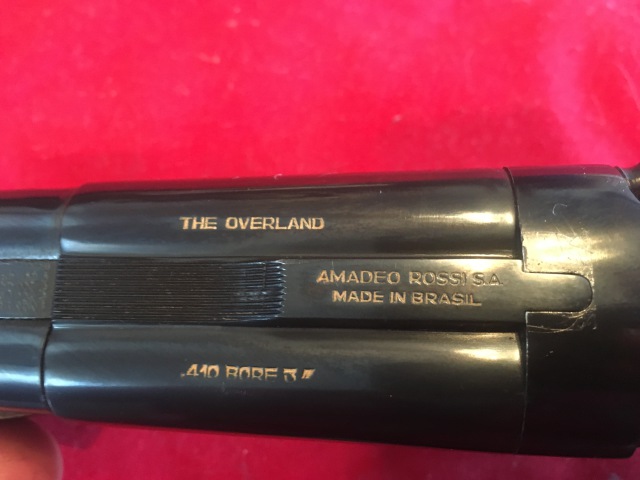 THE OVERLAND
AMADEO ROSSI S.A.
MADE IN BRASIL
.410 BORE 3"